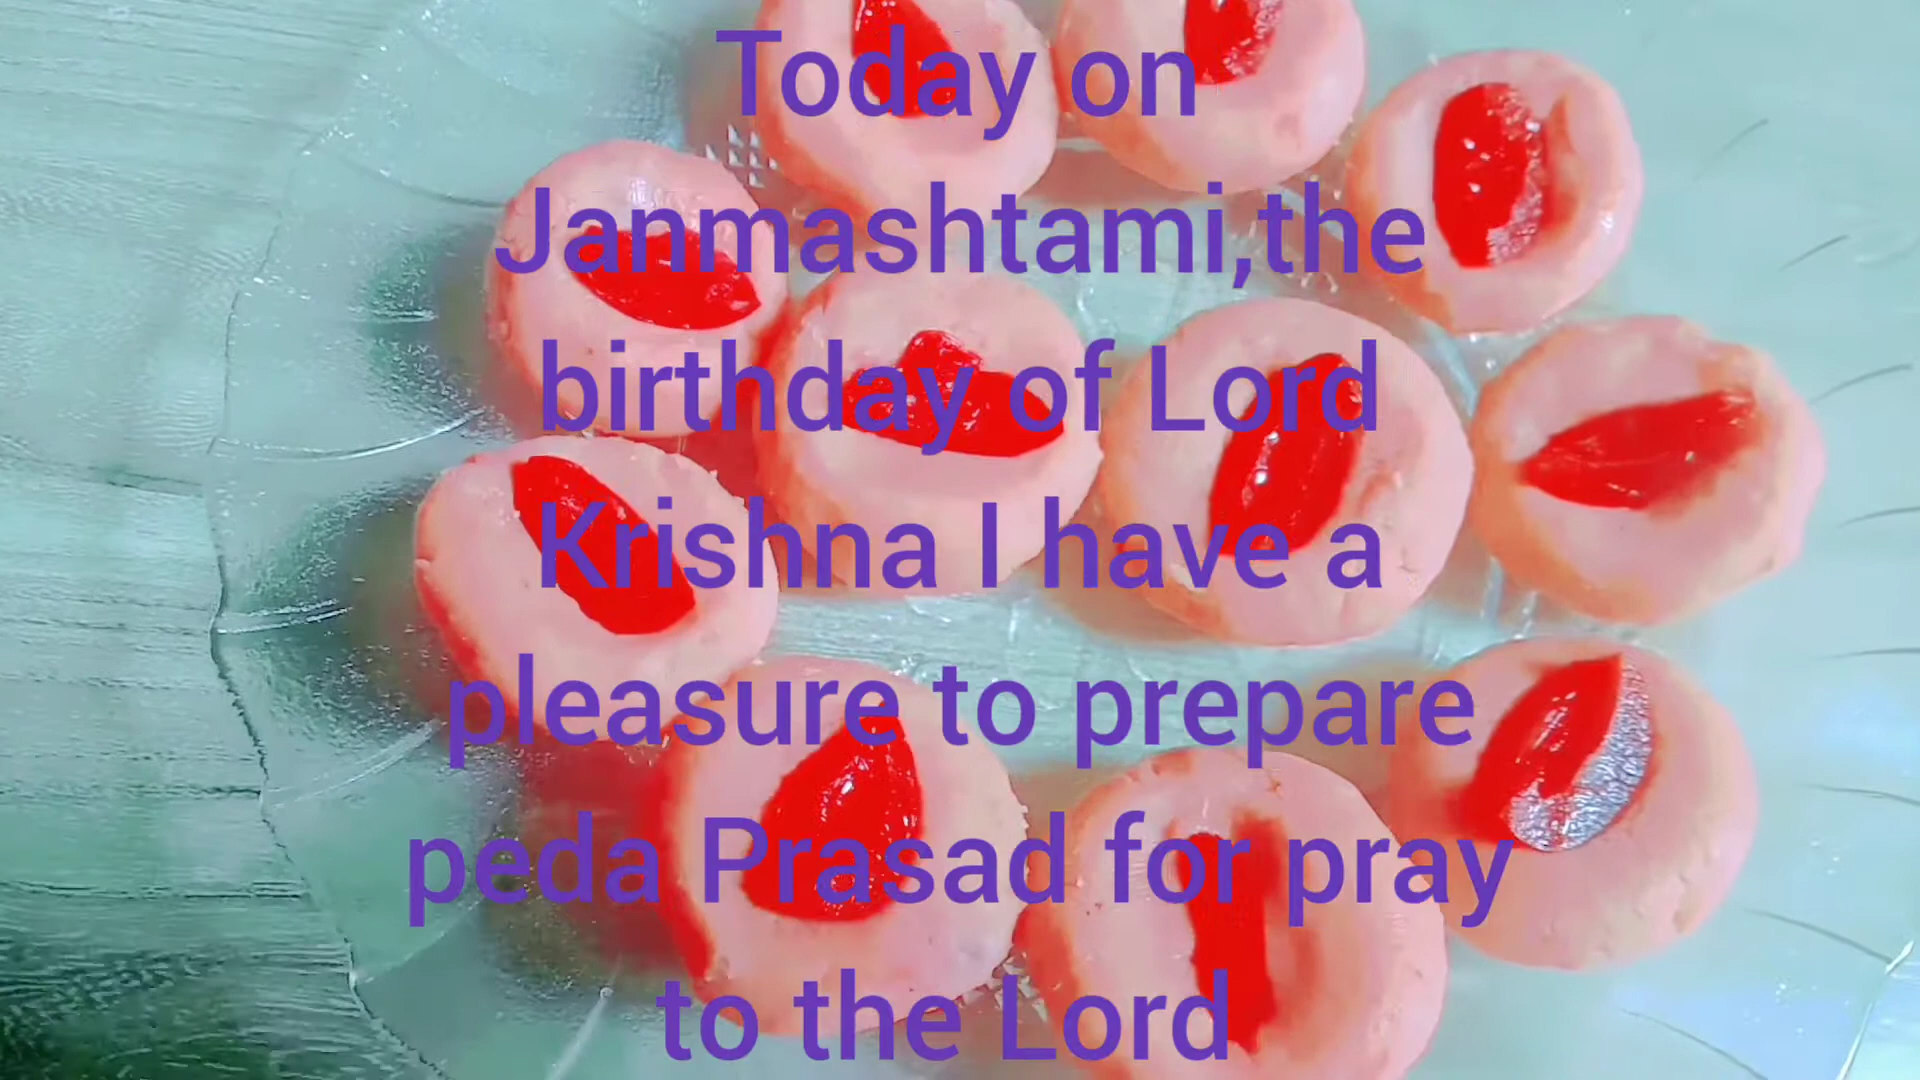 Today on
Janmashtami,the
birthday of Lord
Krishna I have a
pleasure to prepare
peda Prasad for pray
to the Lord